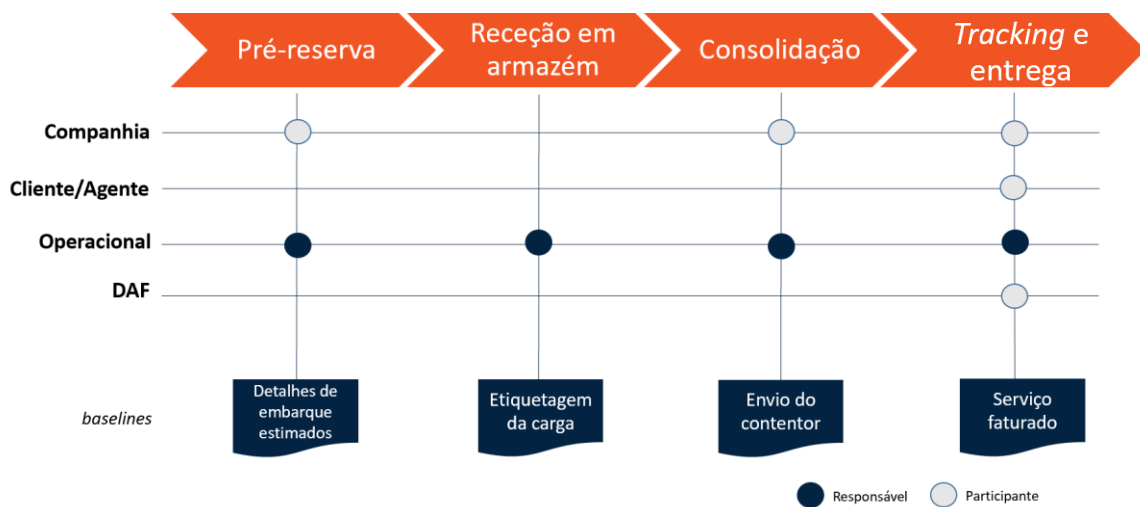 Pré-reserva
Receção em
armazém
Consolidação
Tracking e
entrega
Companhia
Cliente/Agente
Operacional
DAF
baselines
Detalhes de
embarque
estimados
Etiquetagem
da carga
Envio do
contentor
Serviço
faturado
Responsável
Participante